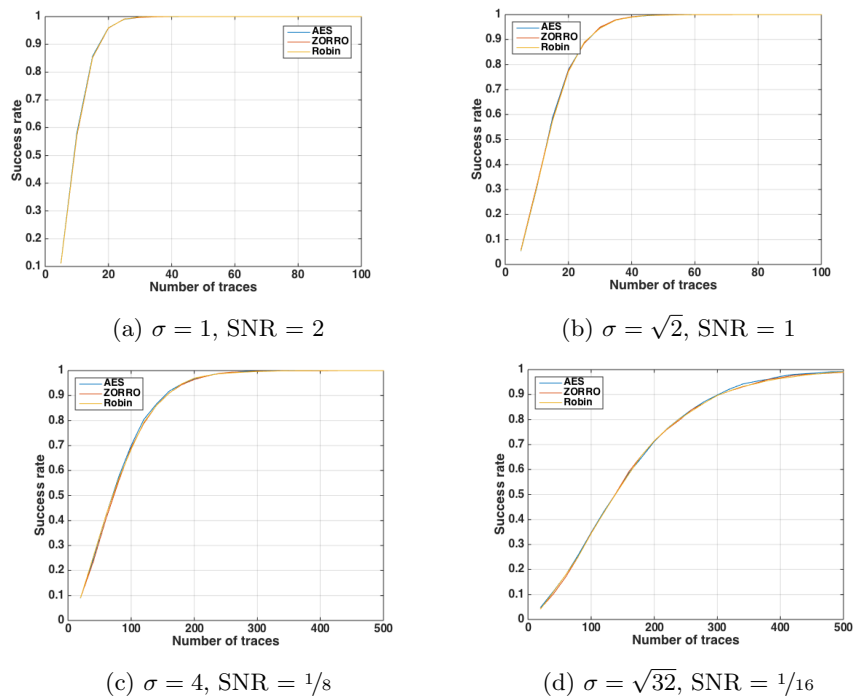 1
0.9
0.8
0.7
0.6
0.5
0.4
0.3
0.2
0.1
Success rate
0
20
40
60
80
100
Number of traces
AES
ZORRO
Robin
(a) σ = 1, SNR = 2
1
0.9
0.8
0.7
0.6
0.5
0.4
0.3
0.2
0.1
0
Success rate
0
20
40
60
80
100
Number of traces
AES
ZORRO
Robin
(b) σ = √2, SNR = 1
1
0.9
0.8
0.7
0.6
0.5
0.4
0.3
0.2
0.1
0
Success rate
0
100
200
300
400
500
Number of traces
AES
ZORRO
Robin
(c) σ = 4, SNR = 1/8
1
0.9
0.8
0.7
0.6
0.5
0.4
0.3
0.2
0.1
0
Success rate
0
100
200
300
400
500
Number of traces
AES
ZORRO
Robin
(d) σ = √32, SNR = 1/16